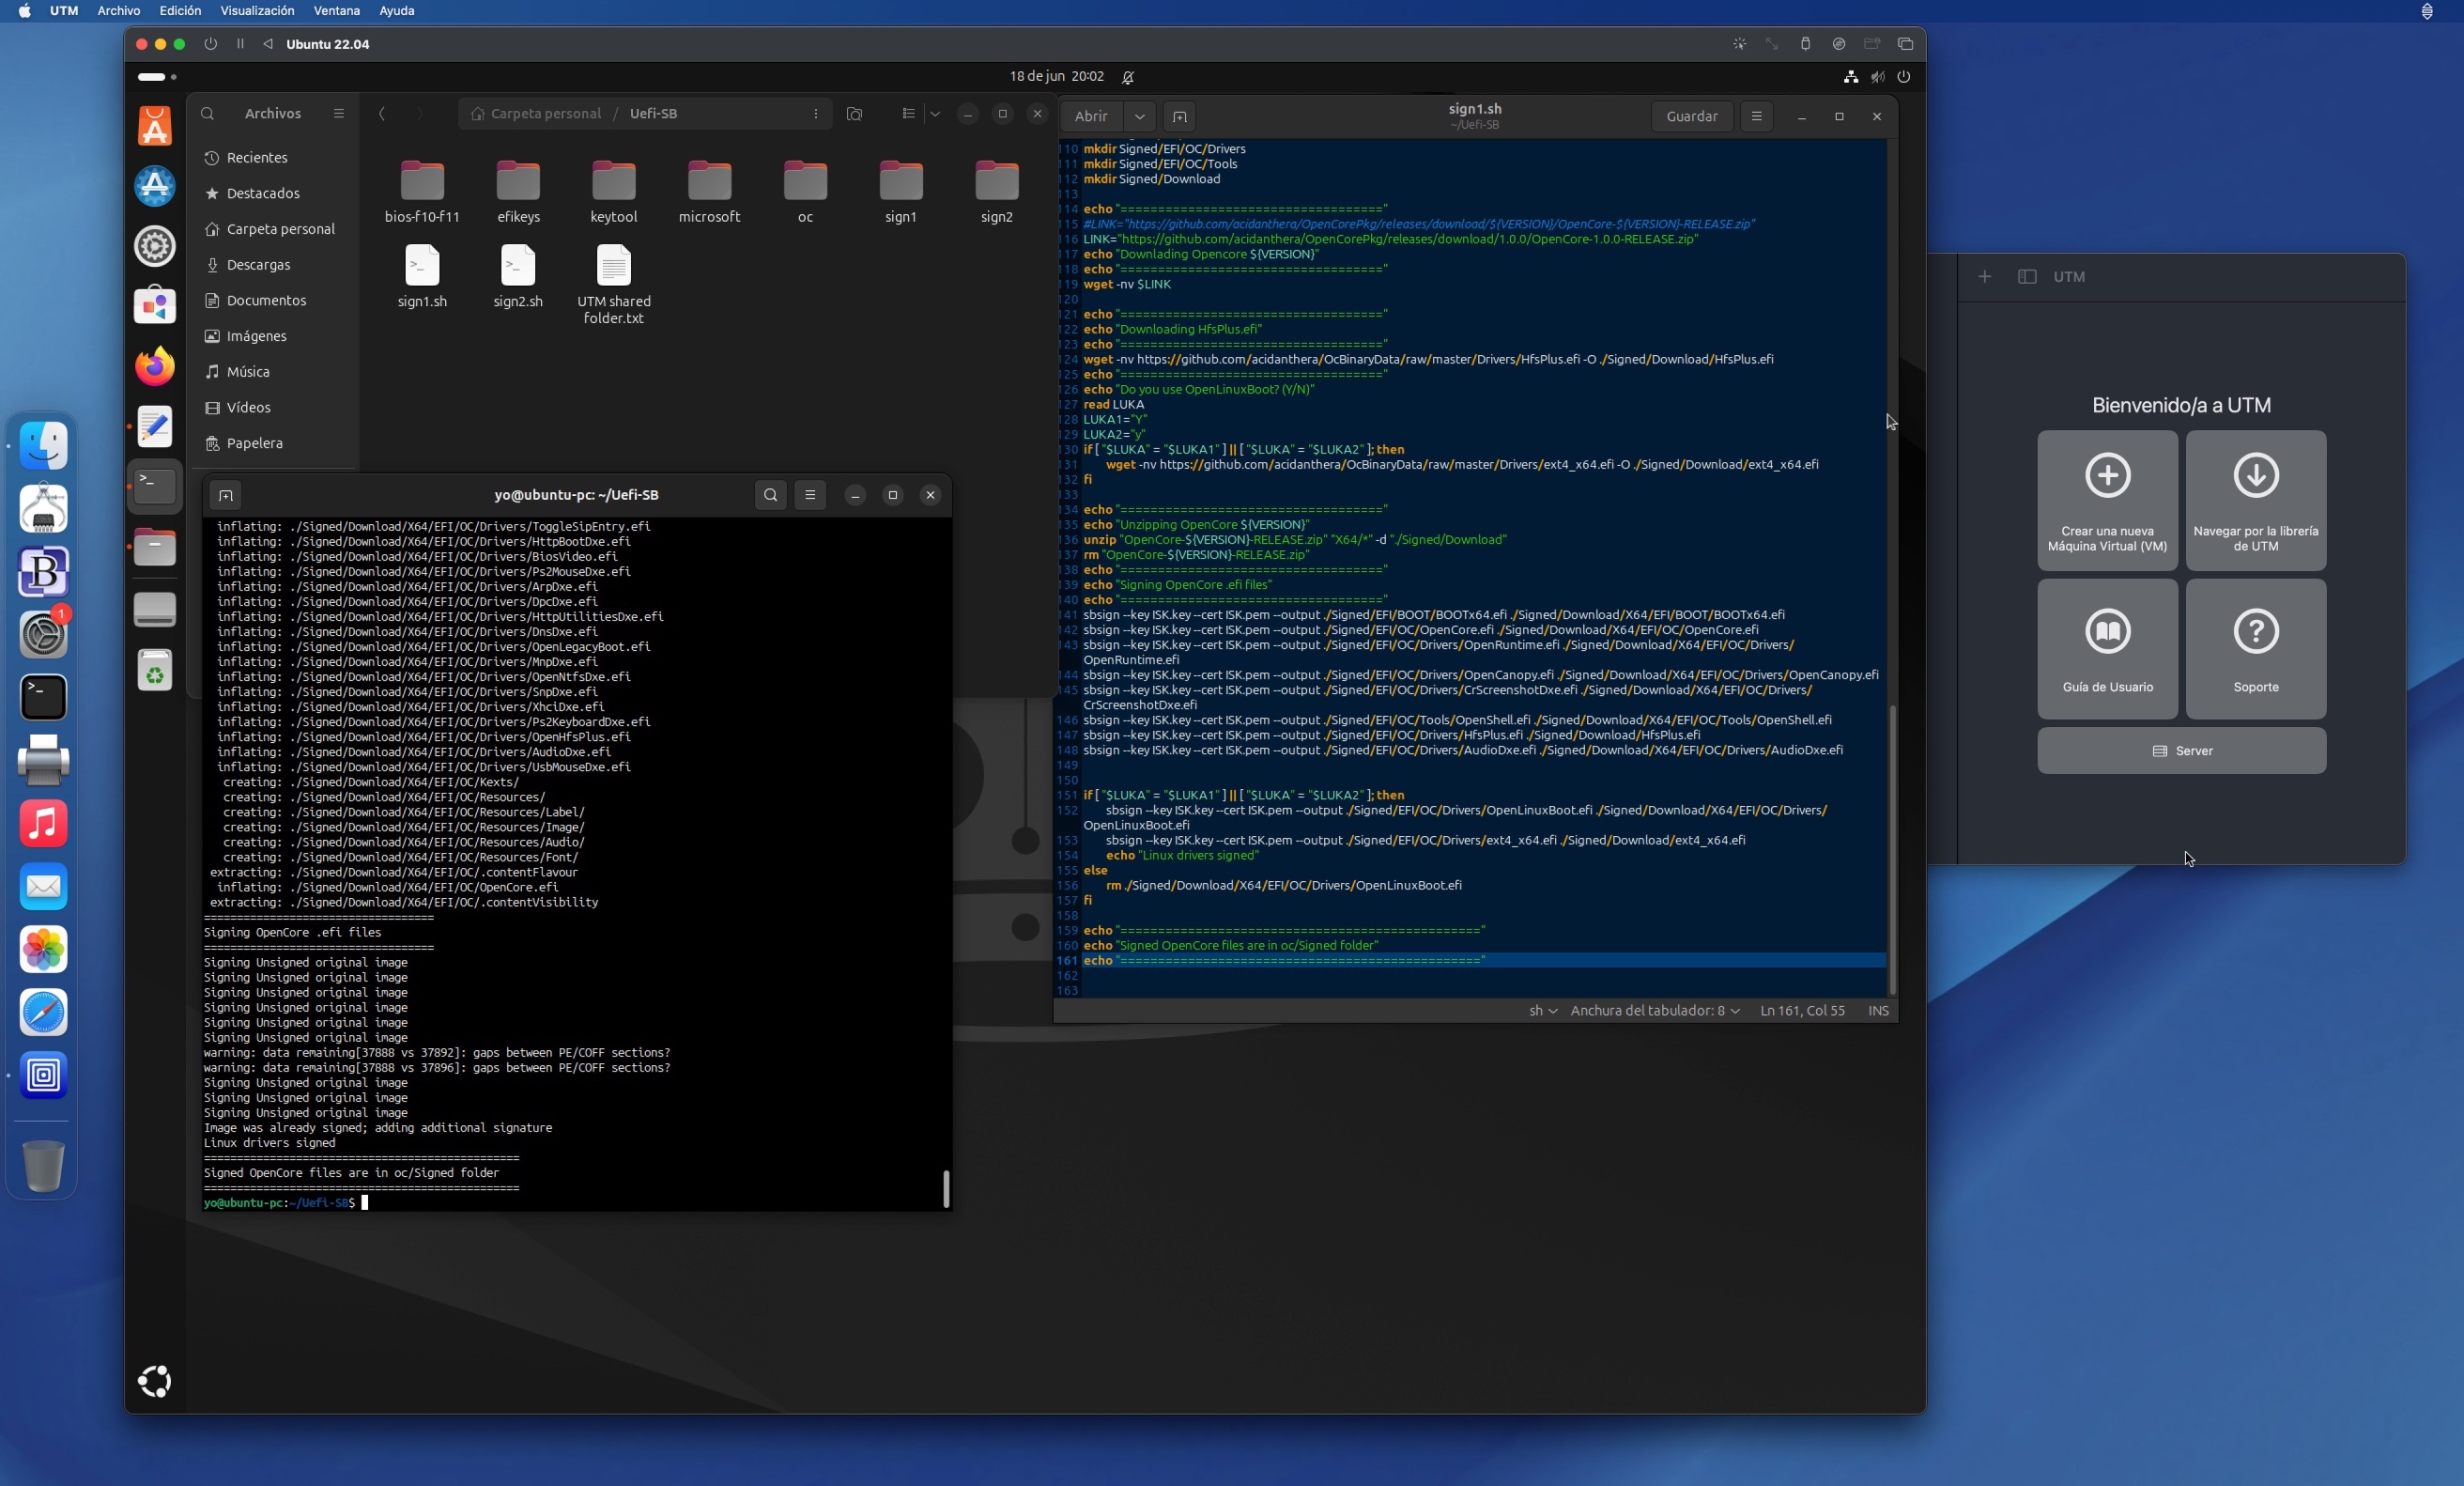 UTM Archivo Edición Visualización Ventana Ayuda
Ubuntu 22.04
18 de jun 20:02
Archivos
Carpeta personal / Uefi-SB
Recientes
Destacados
Carpeta personal
Descargas
Documentos
Imágenes
Música
Vídeos
Papelera
bios-f10-f11 efikeys keytool microsoft oc sign1 sign2
sign1.sh sign2.sh UTM shared
folder.txt
Abrir
sign1.sh
~/Uefi-SB
Guardar
110 mkdir Signed/EFI/OC/Drivers
111 mkdir Signed/EFI/OC/Tools
112 mkdir Signed/Download
113
114 echo "==================================="
115 #LINK="https://github.com/acidanthera/OpenCorePkg/releases/download/${VERSION}/OpenCore-${VERSION}-RELEASE.zip"
116 LINK="https://github.com/acidanthera/OpenCorePkg/releases/download/1.0.0/OpenCore-1.0.0-RELEASE.zip"
117 echo "Downlading Opencore ${VERSION}"
118 echo "==================================="
119 wget -nv $LINK
120
121 echo "==================================="
122 echo "Downloading HfsPlus.efi"
123 echo "==================================="
124 wget -nv https://github.com/acidanthera/OcBinaryData/raw/master/Drivers/HfsPlus.efi -O ./Signed/Download/HfsPlus.efi
125 echo "==================================="
126 echo "Do you use OpenLinuxBoot? (Y/N)"
127 read LUKA
128 LUKA1="Y"
129 LUKA2="y"
130 if [ "$LUKA" = "$LUKA1" ] || [ "$LUKA" = "$LUKA2" ]; then
131 wget -nv https://github.com/acidanthera/OcBinaryData/raw/master/Drivers/ext4_x64.efi -O ./Signed/Download/ext4_x64.efi
132 fi
133
134 echo "==================================="
135 echo "Unzipping OpenCore ${VERSION}"
136 unzip "OpenCore-${VERSION}-RELEASE.zip" "X64/*" -d "./Signed/Download"
137 rm "OpenCore-${VERSION}-RELEASE.zip"
138 echo "==================================="
139 echo "Signing OpenCore .efi files"
140 echo "==================================="
141 sbsign --key ISK.key --cert ISK.pem --output ./Signed/EFI/BOOT/BOOTx64.efi ./Signed/Download/X64/EFI/BOOT/BOOTx64.efi
142 sbsign --key ISK.key --cert ISK.pem --output ./Signed/EFI/OC/OpenCore.efi ./Signed/Download/X64/EFI/OC/OpenCore.efi
143 sbsign --key ISK.key --cert ISK.pem --output ./Signed/EFI/OC/Drivers/OpenRuntime.efi ./Signed/Download/X64/EFI/OC/Drivers/
OpenRuntime.efi
144 sbsign --key ISK.key --cert ISK.pem --output ./Signed/EFI/OC/Drivers/OpenCanopy.efi ./Signed/Download/X64/EFI/OC/Drivers/OpenCanopy.efi
145 sbsign --key ISK.key --cert ISK.pem --output ./Signed/EFI/OC/Drivers/CrScreenshotDxe.efi ./Signed/Download/X64/EFI/OC/Drivers/
CrScreenshotDxe.efi
146 sbsign --key ISK.key --cert ISK.pem --output ./Signed/EFI/OC/Tools/OpenShell.efi ./Signed/Download/X64/EFI/OC/Tools/OpenShell.efi
147 sbsign --key ISK.key --cert ISK.pem --output ./Signed/EFI/OC/Drivers/HfsPlus.efi ./Signed/Download/HfsPlus.efi
148 sbsign --key ISK.key --cert ISK.pem --output ./Signed/EFI/OC/Drivers/AudioDxe.efi ./Signed/Download/X64/EFI/OC/Drivers/AudioDxe.efi
149
150
151 if [ "$LUKA" = "$LUKA1" ] || [ "$LUKA" = "$LUKA2" ]; then
152 sbsign --key ISK.key --cert ISK.pem --output ./Signed/EFI/OC/Drivers/OpenLinuxBoot.efi ./Signed/Download/X64/EFI/OC/Drivers/
OpenLinuxBoot.efi
153 sbsign --key ISK.key --cert ISK.pem --output ./Signed/EFI/OC/Drivers/ext4_x64.efi ./Signed/Download/ext4_x64.efi
154 echo "Linux drivers signed"
155 else
156 rm ./Signed/Download/X64/EFI/OC/Drivers/OpenLinuxBoot.efi
157 fi
158
159 echo "================================================"
160 echo "Signed OpenCore files are in oc/Signed folder"
161 echo "================================================"
162
163
sh Anchura del tabulador: 8 Ln 161, Col 55 INS
yo@ubuntu-pc: ~/Uefi-SB
inflating: ./Signed/Download/X64/EFI/OC/Drivers/ToggleSipEntry.efi
inflating: ./Signed/Download/X64/EFI/OC/Drivers/HttpBootDxe.efi
inflating: ./Signed/Download/X64/EFI/OC/Drivers/BiosVideo.efi
inflating: ./Signed/Download/X64/EFI/OC/Drivers/Ps2MouseDxe.efi
inflating: ./Signed/Download/X64/EFI/OC/Drivers/ArpDxe.efi
inflating: ./Signed/Download/X64/EFI/OC/Drivers/DpcDxe.efi
inflating: ./Signed/Download/X64/EFI/OC/Drivers/HttpUtilitiesDxe.efi
inflating: ./Signed/Download/X64/EFI/OC/Drivers/DnsDxe.efi
inflating: ./Signed/Download/X64/EFI/OC/Drivers/OpenLegacyBoot.efi
inflating: ./Signed/Download/X64/EFI/OC/Drivers/MnpDxe.efi
inflating: ./Signed/Download/X64/EFI/OC/Drivers/OpenNtfsDxe.efi
inflating: ./Signed/Download/X64/EFI/OC/Drivers/SnpDxe.efi
inflating: ./Signed/Download/X64/EFI/OC/Drivers/XhciDxe.efi
inflating: ./Signed/Download/X64/EFI/OC/Drivers/Ps2KeyboardDxe.efi
inflating: ./Signed/Download/X64/EFI/OC/Drivers/OpenHfsPlus.efi
inflating: ./Signed/Download/X64/EFI/OC/Drivers/AudioDxe.efi
inflating: ./Signed/Download/X64/EFI/OC/Drivers/UsbMouseDxe.efi
creating: ./Signed/Download/X64/EFI/OC/Kexts/
creating: ./Signed/Download/X64/EFI/OC/Resources/
creating: ./Signed/Download/X64/EFI/OC/Resources/Label/
creating: ./Signed/Download/X64/EFI/OC/Resources/Image/
creating: ./Signed/Download/X64/EFI/OC/Resources/Audio/
creating: ./Signed/Download/X64/EFI/OC/Resources/Font/
extracting: ./Signed/Download/X64/EFI/OC/.contentFlavour
inflating: ./Signed/Download/X64/EFI/OC/OpenCore.efi
extracting: ./Signed/Download/X64/EFI/OC/.contentVisibility
===================================
Signing OpenCore .efi files
===================================
Signing Unsigned original image
Signing Unsigned original image
Signing Unsigned original image
Signing Unsigned original image
Signing Unsigned original image
Signing Unsigned original image
warning: data remaining[37888 vs 37892]: gaps between PE/COFF sections?
warning: data remaining[37888 vs 37896]: gaps between PE/COFF sections?
Signing Unsigned original image
Signing Unsigned original image
Signing Unsigned original image
Image was already signed; adding additional signature
Linux drivers signed
================================================
Signed OpenCore files are in oc/Signed folder
================================================
yo@ubuntu-pc:~/Uefi-SB$
UTM
Bienvenido/a a UTM
Crear una nueva
Máquina Virtual (VM)
Navegar por la librería
de UTM
Guía de Usuario
Soporte
Server
1
B